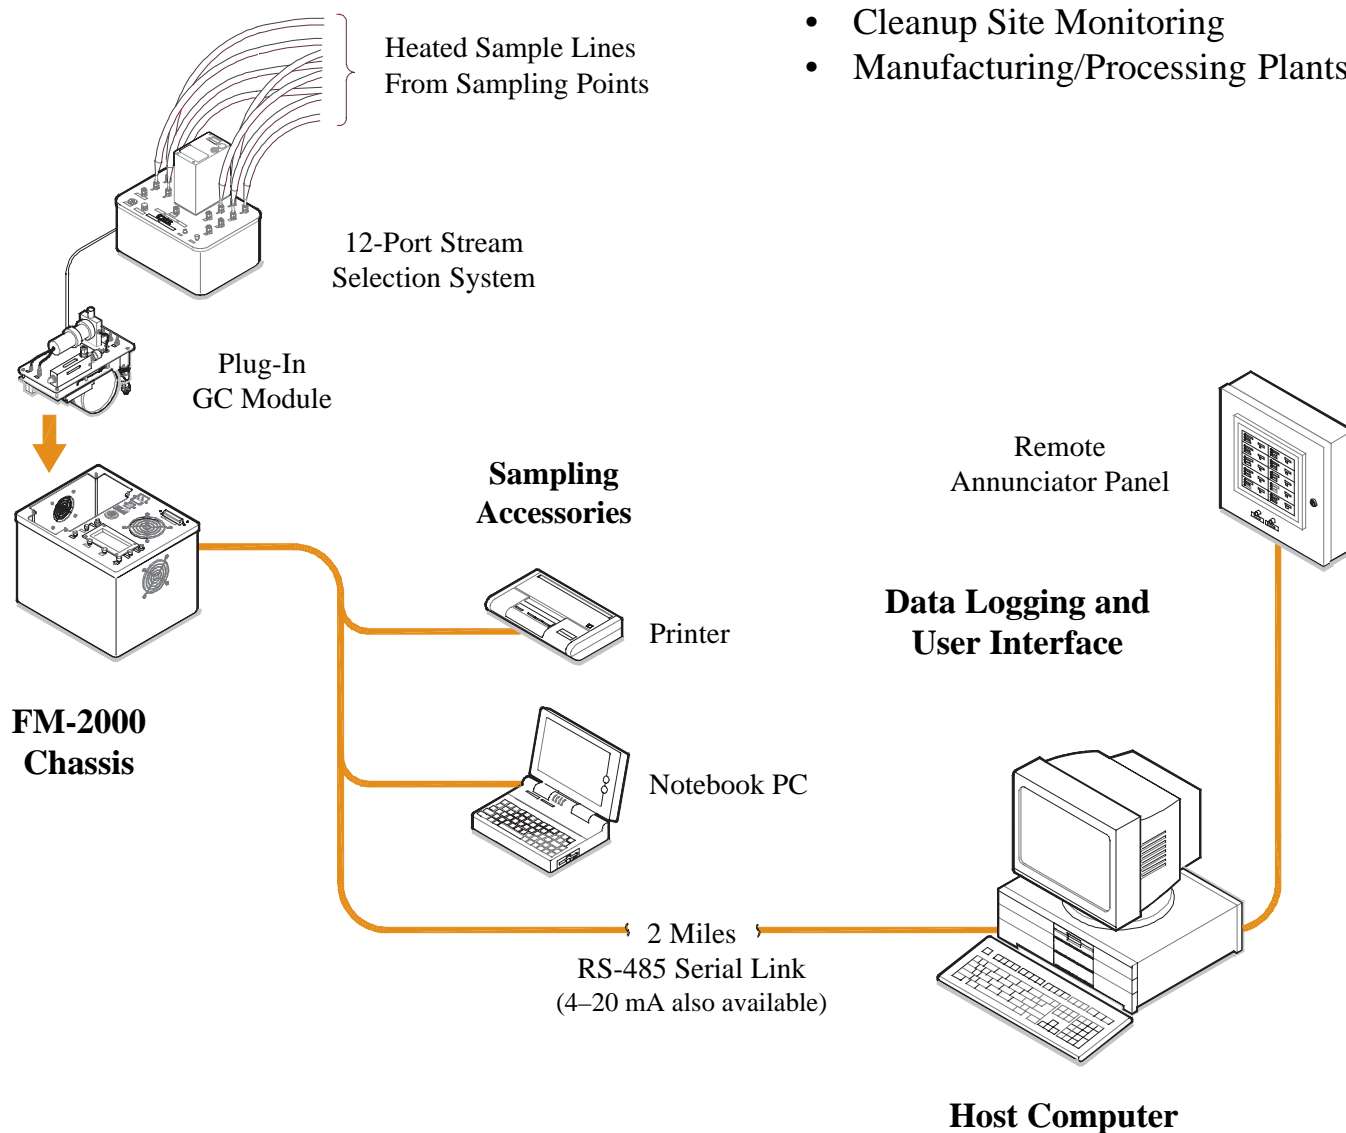 • Cleanup Site Monitoring
• Manufacturing/Processing Plants
Heated Sample Lines
From Sampling Points
12-Port Stream
Selection System
Plug-In
GC Module
Sampling
Accessories
Remote
Annunciator Panel
Printer
Data Logging and
User Interface
FM-2000
Chassis
Notebook PC
2 Miles
RS-485 Serial Link
(4–20 mA also available)
Host Computer